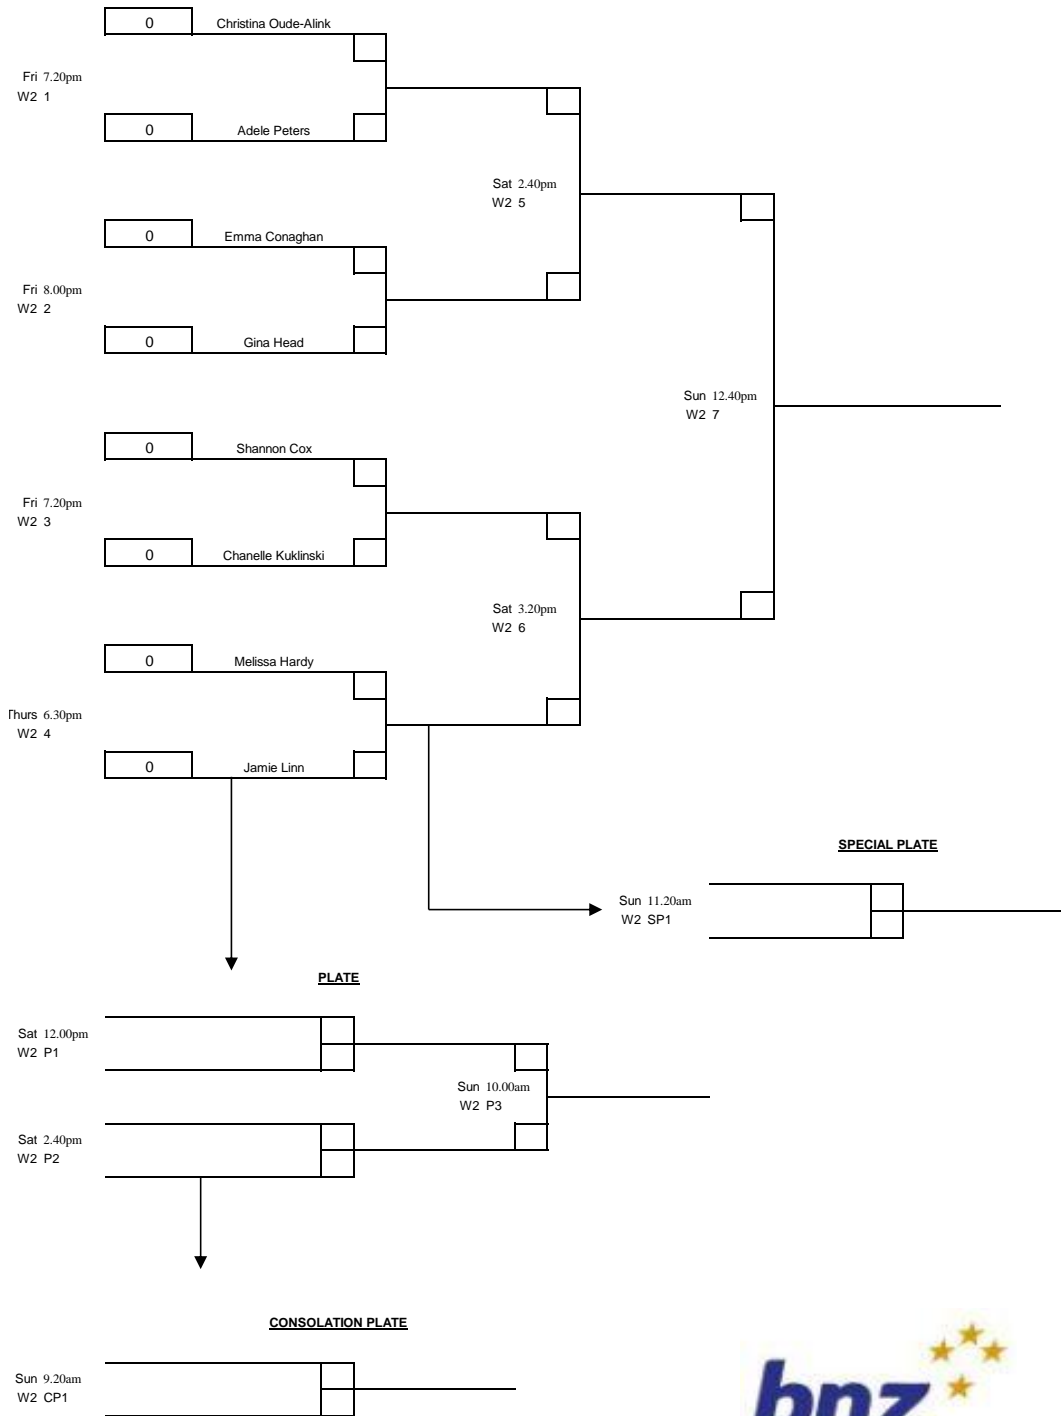 0 Christina Oude-Alink
Fri 7.20pm
W2 1
0 Adele Peters
Sat 2.40pm
W2 5
0 Emma Conaghan
Fri 8.00pm
W2 2
0 Gina Head
Sun 12.40pm
W2 7
0 Shannon Cox
Fri 7.20pm
W2 3
0 Chanelle Kuklinski
Sat 3.20pm
W2 6
0 Melissa Hardy
Thurs 6.30pm
W2 4
0 Jamie Linn
SPECIAL PLATE
Sun 11.20am
W2 SP1
PLATE
Sat 12.00pm
W2 P1
Sun 10.00am
W2 P3
Sat 2.40pm
W2 P2
CONSOLATION PLATE
Sun 9.20am
W2 CP1
bnz